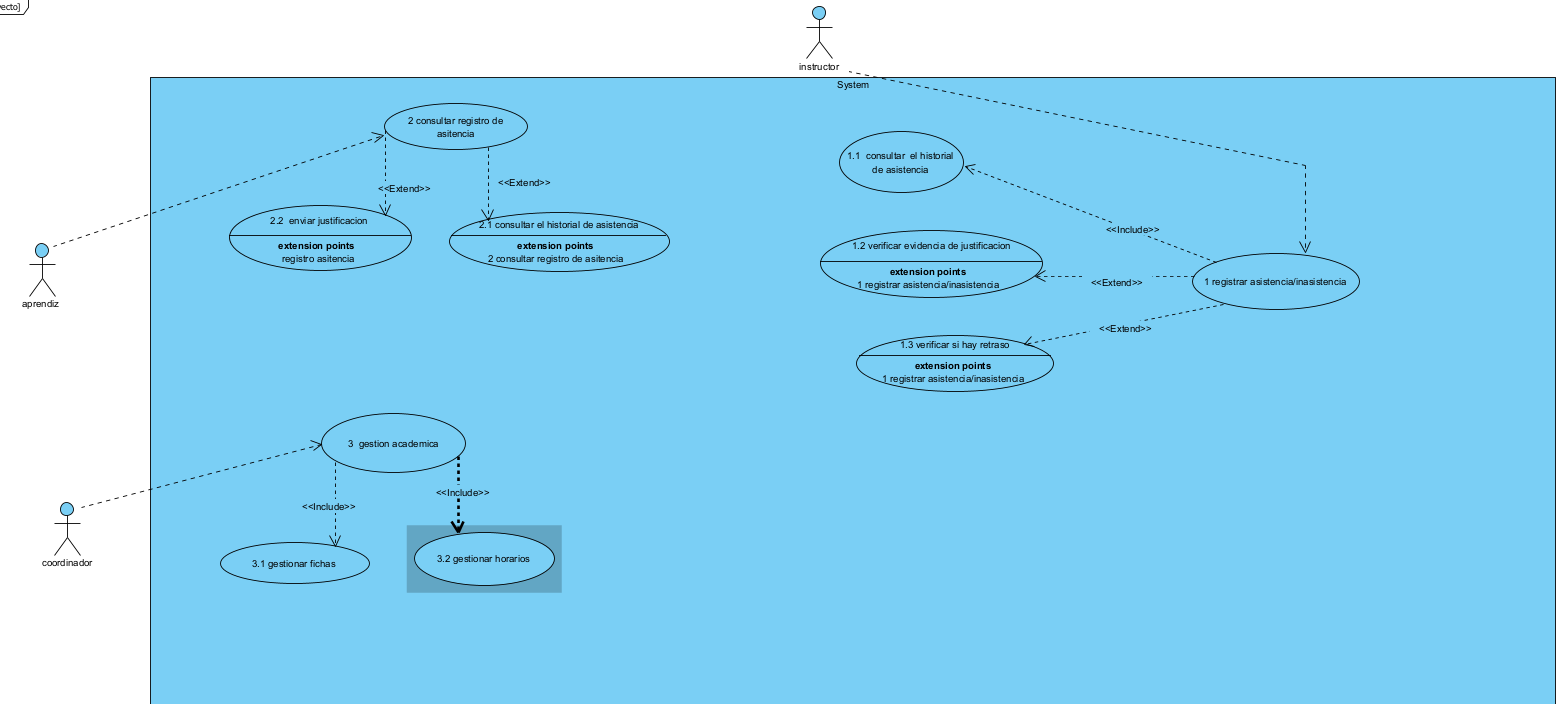 ecto]
instructor
System
2 consultar registro de
asitencia
<<Extend>>
<<Extend>>
2.2 enviar justificacion
extension points
registro asitencia
2.1 consultar el historial de asistencia
extension points
2 consultar registro de asitencia
aprendiz
1.1 consultar el historial
de asistencia
<<Include>>
1.2 verificar evidencia de justificacion
extension points
1 registrar asistencia/inasistencia
<<Extend>>
1 registrar asistencia/inasistencia
<<Extend>>
1.3 verificar si hay retraso
extension points
1 registrar asistencia/inasistencia
3 gestion academica
<<Include>>
<<Include>>
coordinador
3.1 gestionar fichas
3.2 gestionar horarios